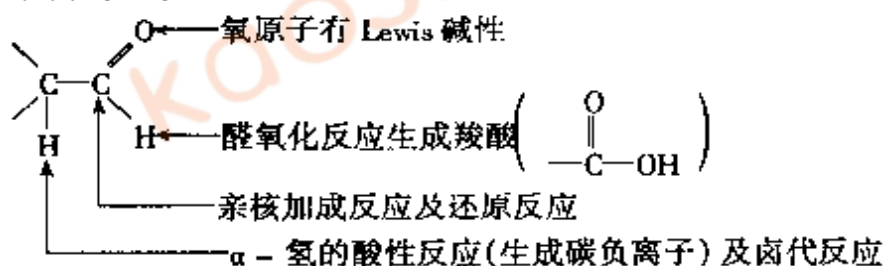 O 氧原子有 Lewis 碱性
C—C
O
H H 醛氧化反应生成羧酸( —C—OH )
亲核加成反应及还原反应
α - 氢的酸性反应(生成碳负离子)及卤代反应